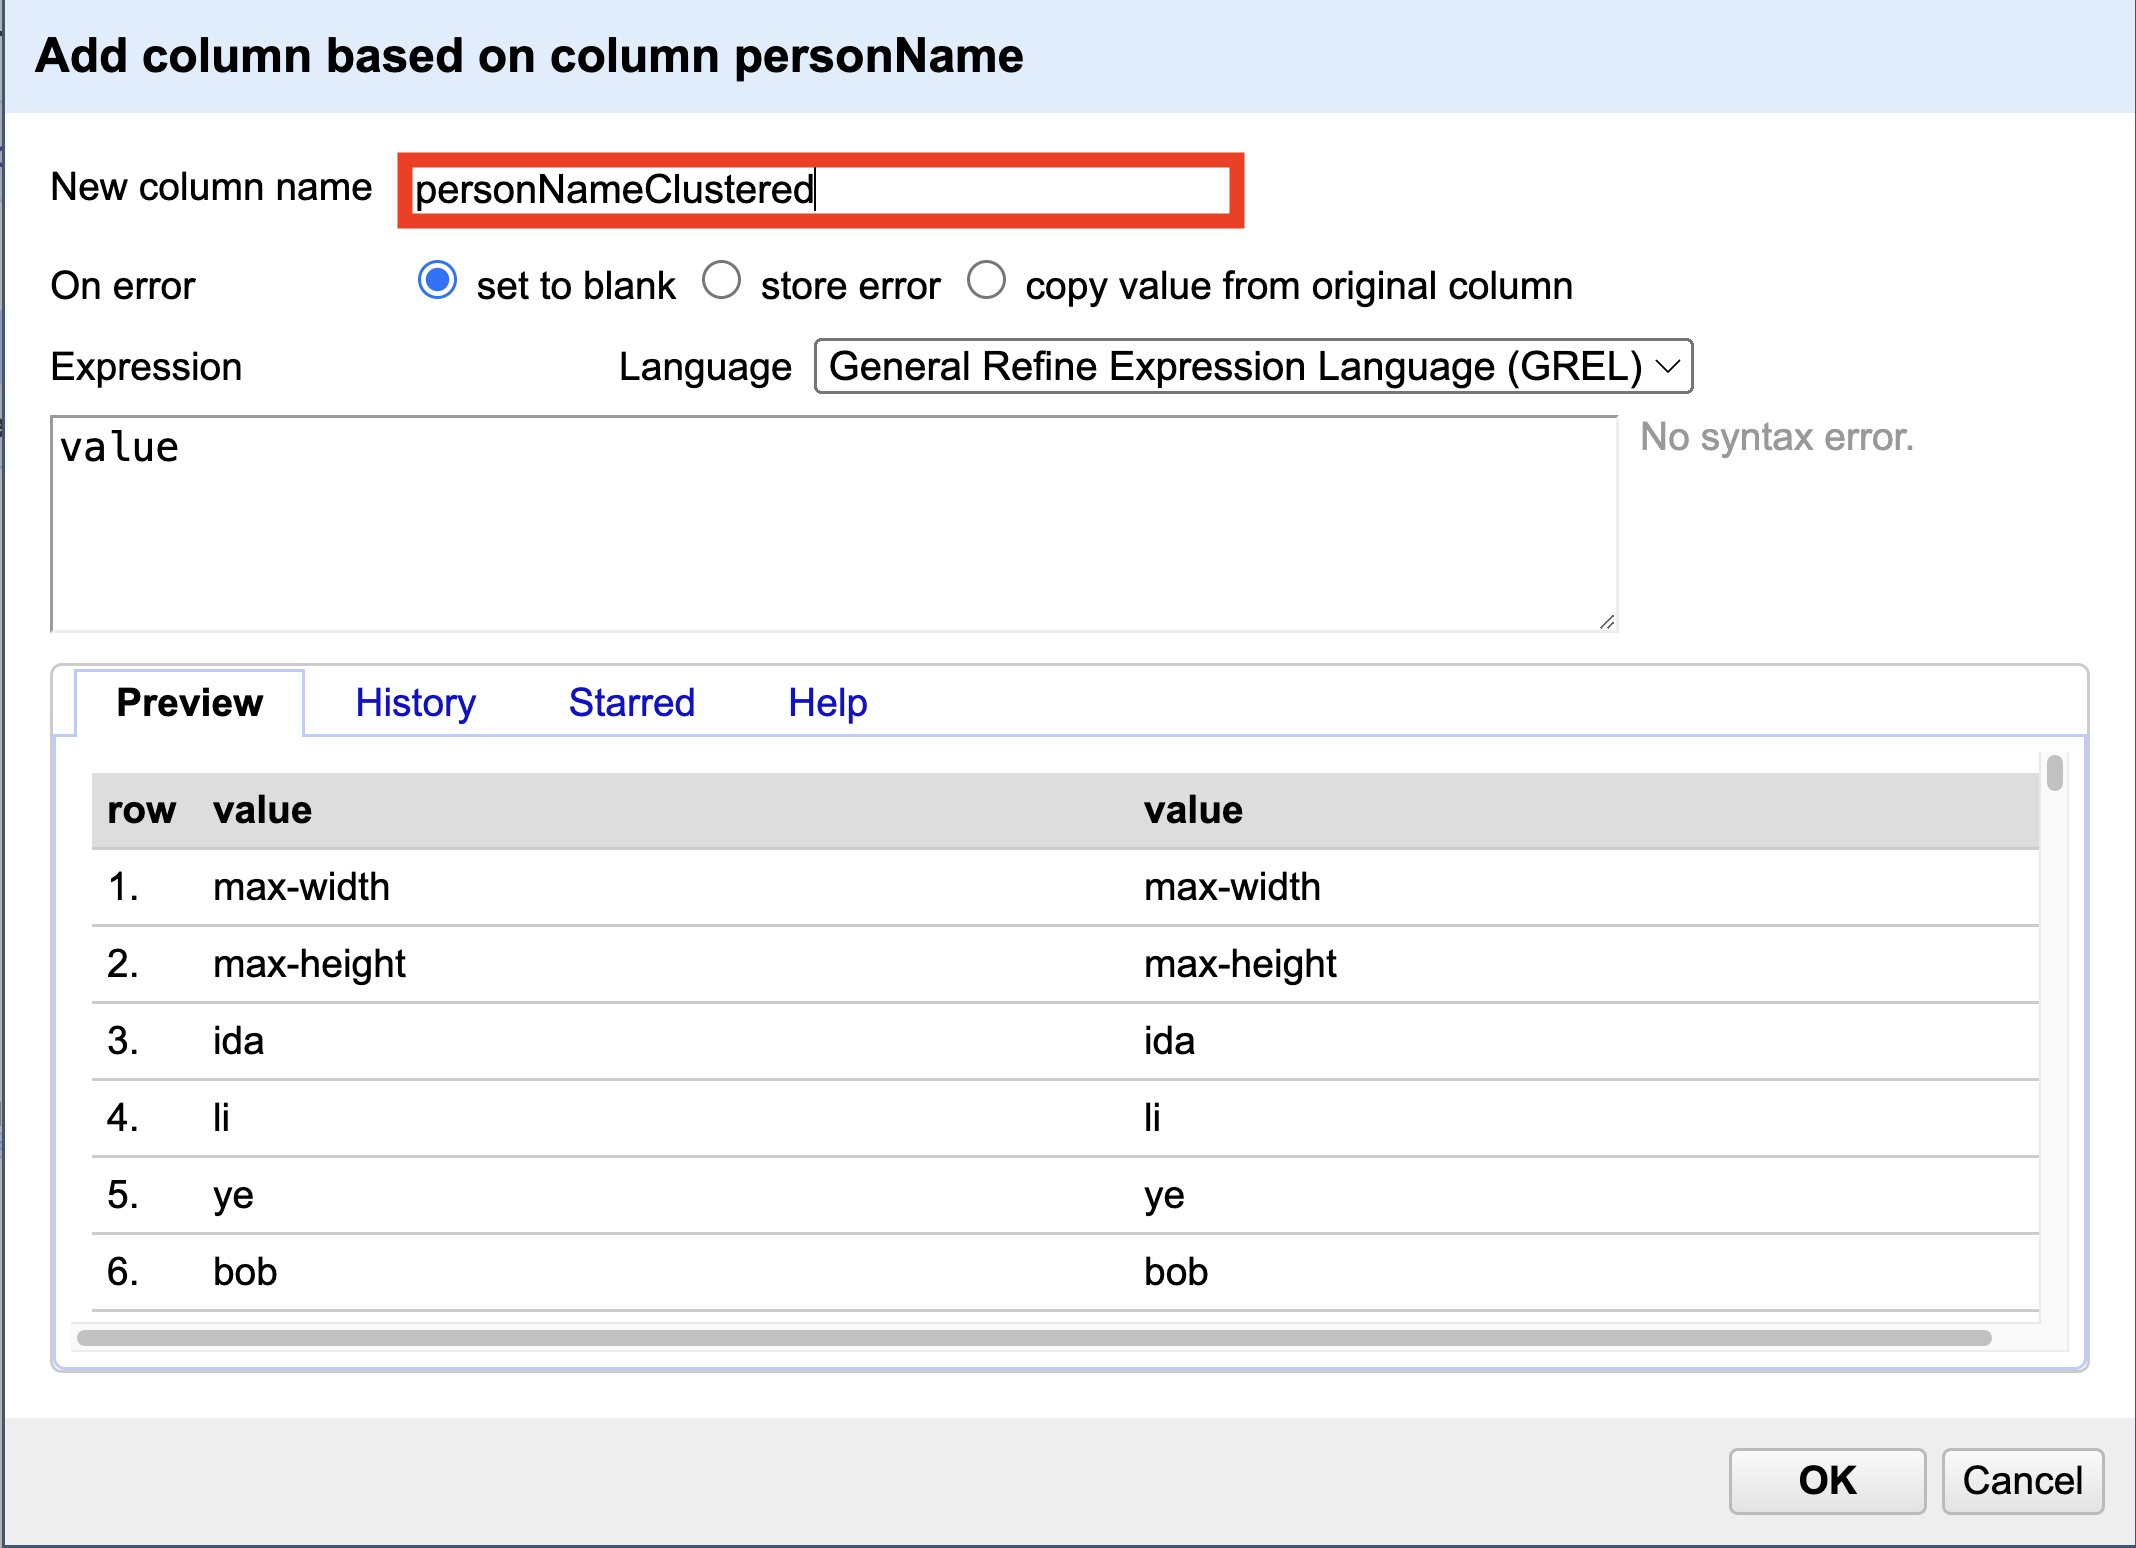 Add column based on column personName
New column name personNameClustered
On error set to blank store error copy value from original column
Expression Language General Refine Expression Language (GREL)
value No syntax error.
Preview History Starred Help
row value value
1. max-width max-width
2. max-height max-height
3. ida ida
4. li li
5. ye ye
6. bob bob
OK Cancel